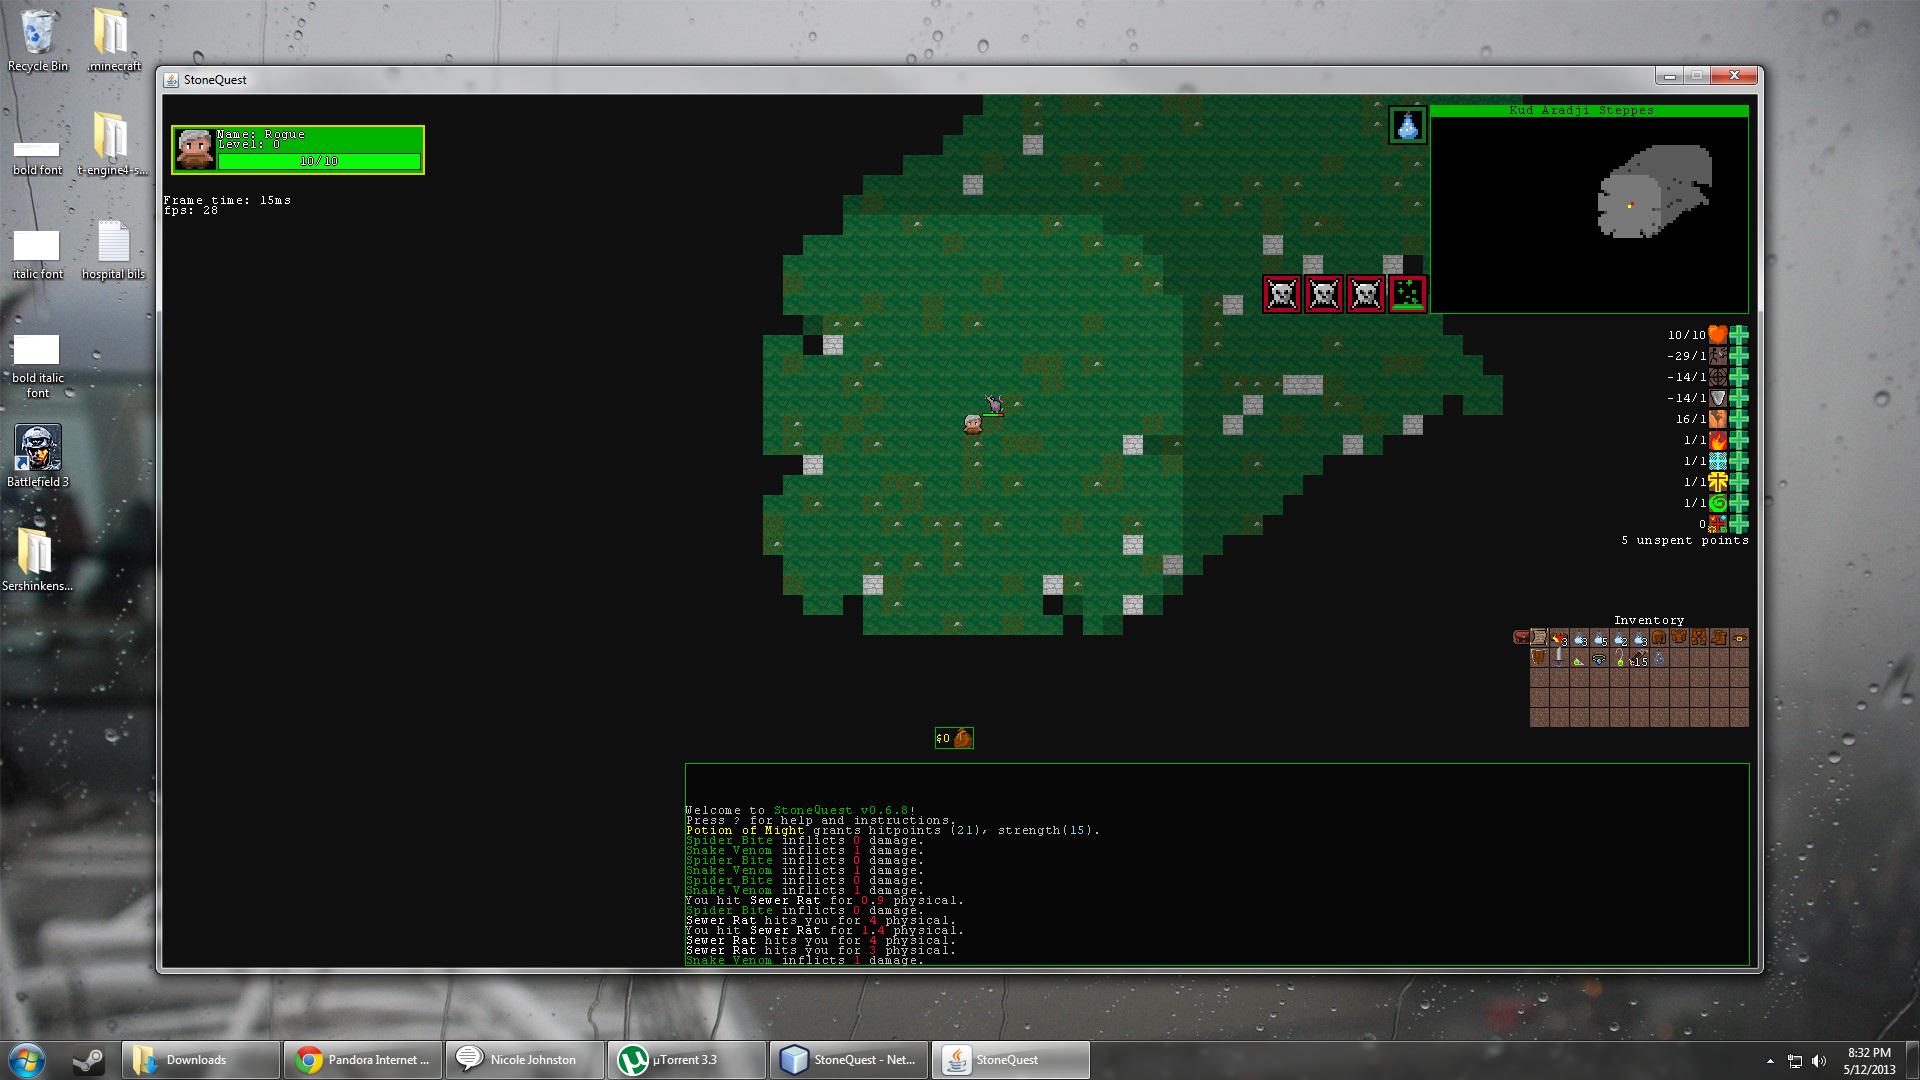 Recycle Bin
.minecraft
bold font
t-engine4-s...
italic font
hospital bils
bold italic
font
Battlefield 3
Sershinkens...
StoneQuest
Name: Rogue
Level: 0
10/10
Frame time: 15ms
fps: 28
Kud Aradji Steppes
10/10
-29/1
-14/1
-14/1
16/1
1/1
1/1
1/1
1/1
0
5 unspent points
Inventory
3 3 5 2 3
15
$0
Welcome to StoneQuest v0.6.8!
Press ? for help and instructions.
Potion of Might grants hitpoints (21), strength(15).
Spider Bite inflicts 0 damage.
Snake Venom inflicts 1 damage.
Spider Bite inflicts 0 damage.
Snake Venom inflicts 1 damage.
Spider Bite inflicts 0 damage.
Snake Venom inflicts 1 damage.
You hit Sewer Rat for 0.9 physical.
Spider Bite inflicts 0 damage.
Sewer Rat hits you for 4 physical.
You hit Sewer Rat for 1.4 physical.
Sewer Rat hits you for 4 physical.
Sewer Rat hits you for 3 physical.
Snake Venom inflicts 1 damage.
Downloads
Pandora Internet ...
Nicole Johnston
µTorrent 3.3
StoneQuest - Net...
StoneQuest
8:32 PM
5/12/2013